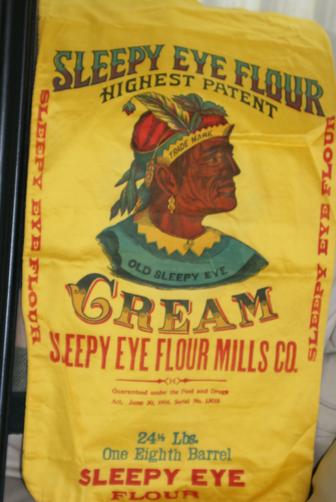 SLEEPY EYE FLOUR
HIGHEST PATENT
TRADE MARK
OLD SLEEPY EYE
CREAM
SLEEPY EYE FLOUR MILLS CO.
Guaranteed under the Food and Drugs
Act, June 30, 1906. Serial No.
24½ Lbs.
One Eighth Barrel
SLEEPY EYE
FLOUR
SLEEPY EYE FLOUR
SLEEPY EYE FLOUR